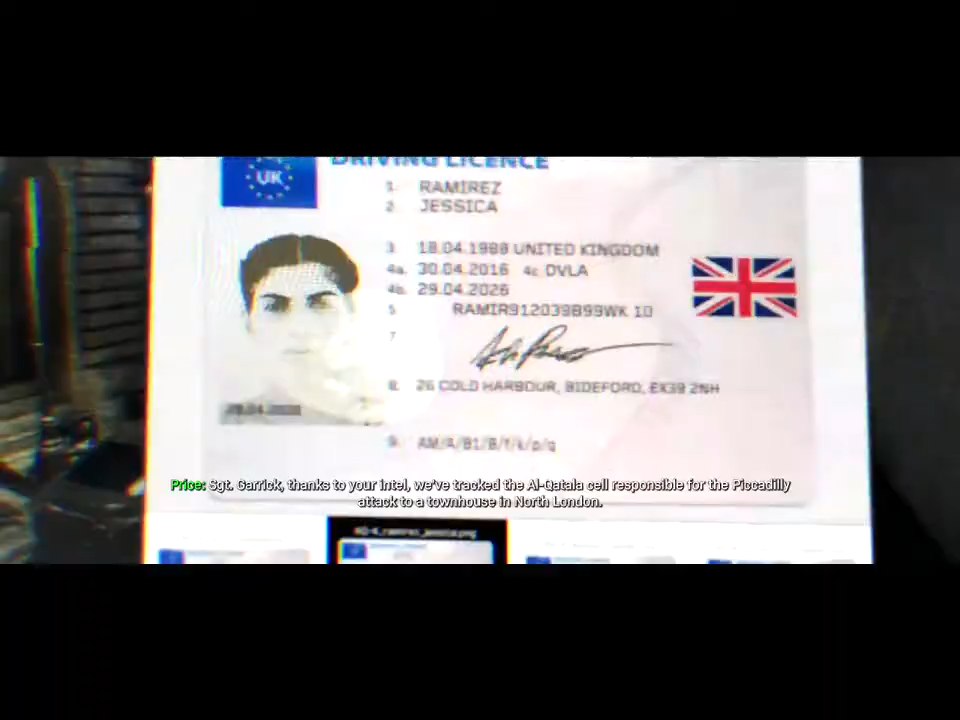 DRIVING LICENCE
UK
1. RAMIREZ
2. JESSICA
3. 18.04.1989 UNITED KINGDOM
4a. 30.04.2016 4c DVLA
4b. 29.04.2026
5 RAMIR912039B99WK 10
7
8. 26 COLD HARBOUR, BIDEFORD, EX39 2NH
9. AM/A/B1/B/f/k/p/q
Price: Sgt. Garrick, thanks to your intel, we've tracked the Al-Qatala cell responsible for the Piccadilly
attack to a townhouse in North London.